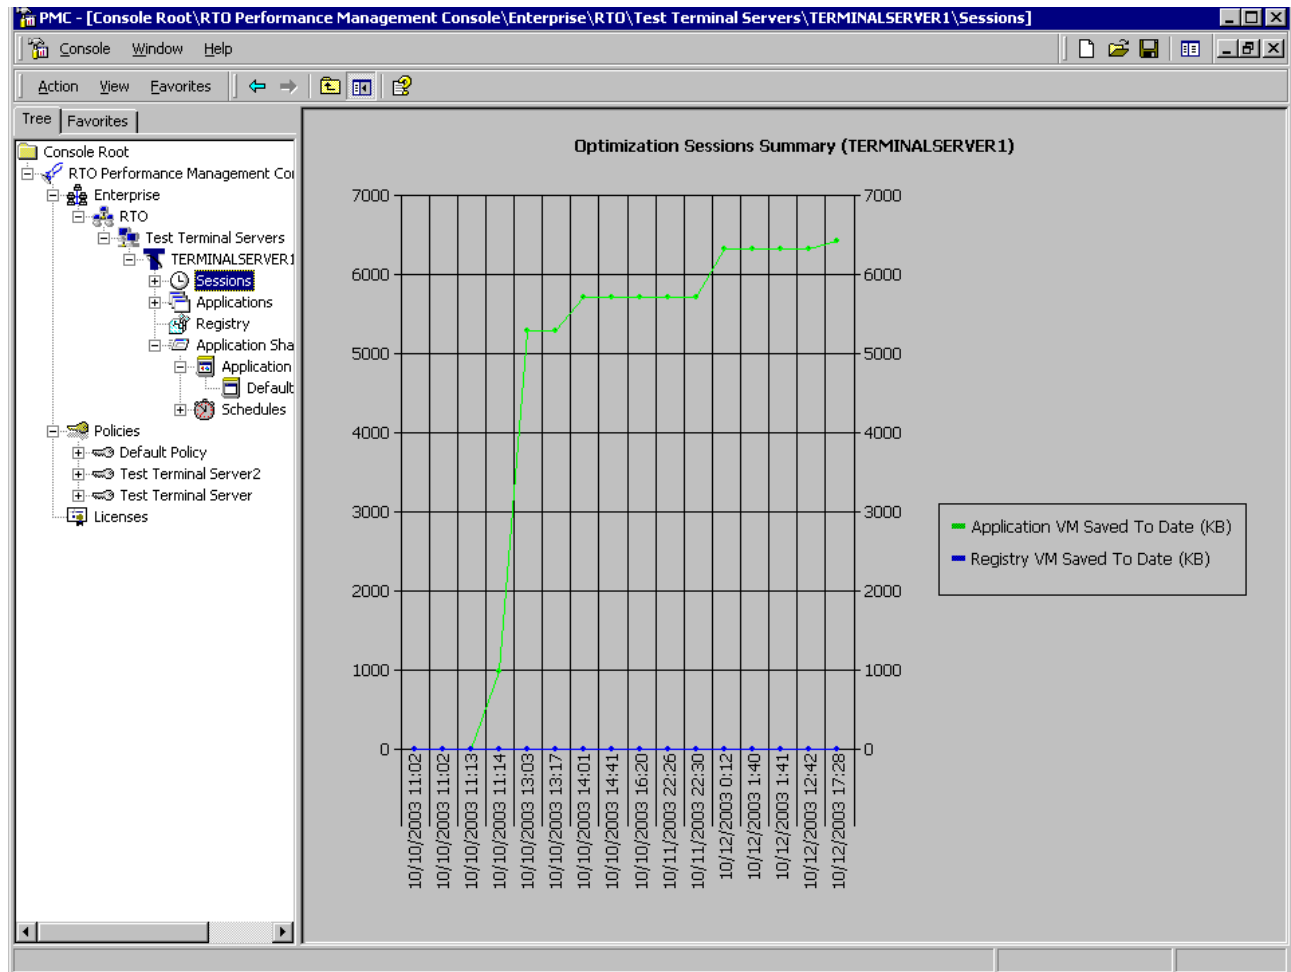 PMC - [Console Root\RTO Performance Management Console\Enterprise\RTO\Test Terminal Servers\TERMINALSERVER1\Sessions]
Console Window Help
Action View Favorites
Tree Favorites
Console Root
RTO Performance Management Con
Enterprise
RTO
Test Terminal Servers
TERMINALSERVER1
Sessions
Applications
Registry
Application Sha
Application
Default
Schedules
Policies
Default Policy
Test Terminal Server2
Test Terminal Server
Licenses
Optimization Sessions Summary (TERMINALSERVER1)
7000 7000
6000 6000
5000 5000
4000 4000
3000 3000
2000 2000
1000 1000
0 0
10/10/2003 11:02
10/10/2003 11:02
10/10/2003 11:13
10/10/2003 11:14
10/10/2003 13:03
10/10/2003 13:17
10/10/2003 14:01
10/10/2003 14:41
10/10/2003 16:20
10/11/2003 22:26
10/11/2003 22:30
10/12/2003 0:12
10/12/2003 1:40
10/12/2003 1:41
10/12/2003 12:42
10/12/2003 17:28
Application VM Saved To Date (KB)
Registry VM Saved To Date (KB)